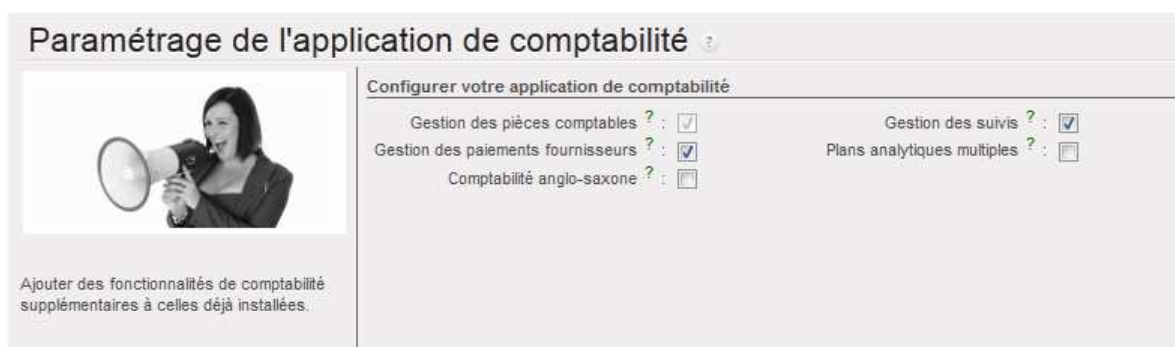 Paramétrage de l'application de comptabilité ?
Configurer votre application de comptabilité
Gestion des pièces comptables ? :
Gestion des suivis ? :
Gestion des paiements fournisseurs ? :
Plans analytiques multiples ? :
Comptabilité anglo-saxone ? :
Ajouter des fonctionnalités de comptabilité
supplémentaires à celles déjà installées.